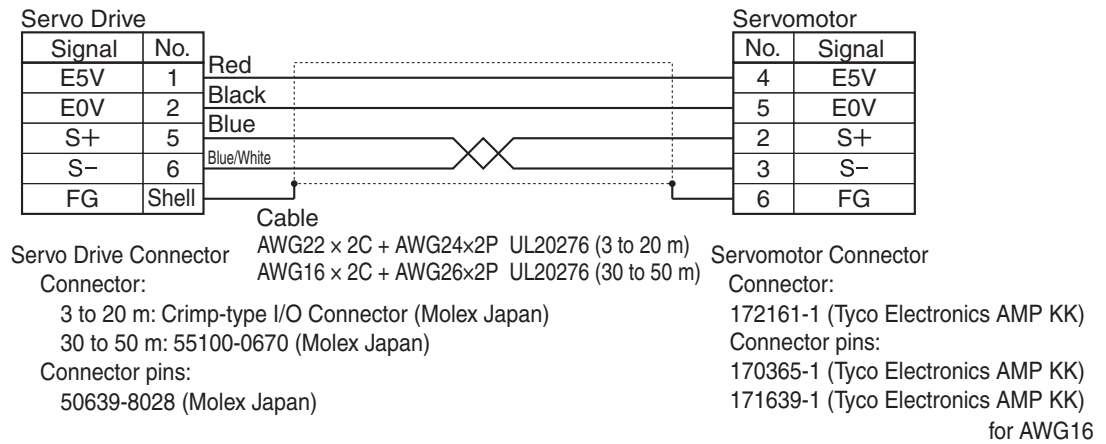 Servo Drive
Servomotor
Signal No.
No. Signal
E5V 1 Red 4 E5V
E0V 2 Black 5 E0V
S+ 5 Blue 2 S+
S− 6 Blue/White 3 S−
FG Shell 6 FG
Cable
AWG22 × 2C + AWG24×2P UL20276 (3 to 20 m)
AWG16 × 2C + AWG26×2P UL20276 (30 to 50 m)
Servo Drive Connector
Connector:
3 to 20 m: Crimp-type I/O Connector (Molex Japan)
30 to 50 m: 55100-0670 (Molex Japan)
Connector pins:
50639-8028 (Molex Japan)
Servomotor Connector
Connector:
172161-1 (Tyco Electronics AMP KK)
Connector pins:
170365-1 (Tyco Electronics AMP KK)
171639-1 (Tyco Electronics AMP KK)
for AWG16